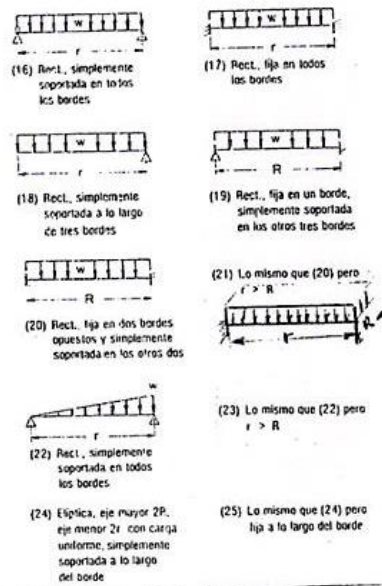 w
r
(16) Rect., simplemente
soportada en todos
los bordes
w
r
(17) Rect., fija en todos
los bordes
w
r
(18) Rect., simplemente
soportada a lo largo
de tres bordes
w
R
(19) Rect., fija en un borde,
simplemente soportada
en los otros tres bordes
w
R
(20) Rect., fija en dos bordes
opuestos y simplemente
soportada en los otros dos
(21) Lo mismo que (20) pero
r > R
r
R
w
r
(22) Rect., simplemente
soportada en todos
los bordes
(23) Lo mismo que (22) pero
r > R
(24) Elíptica, eje mayor 2R,
eje menor 2r con carga
uniforme, simplemente
soportada a lo largo
del borde
(25) Lo mismo que (24) pero
fija a lo largo del borde